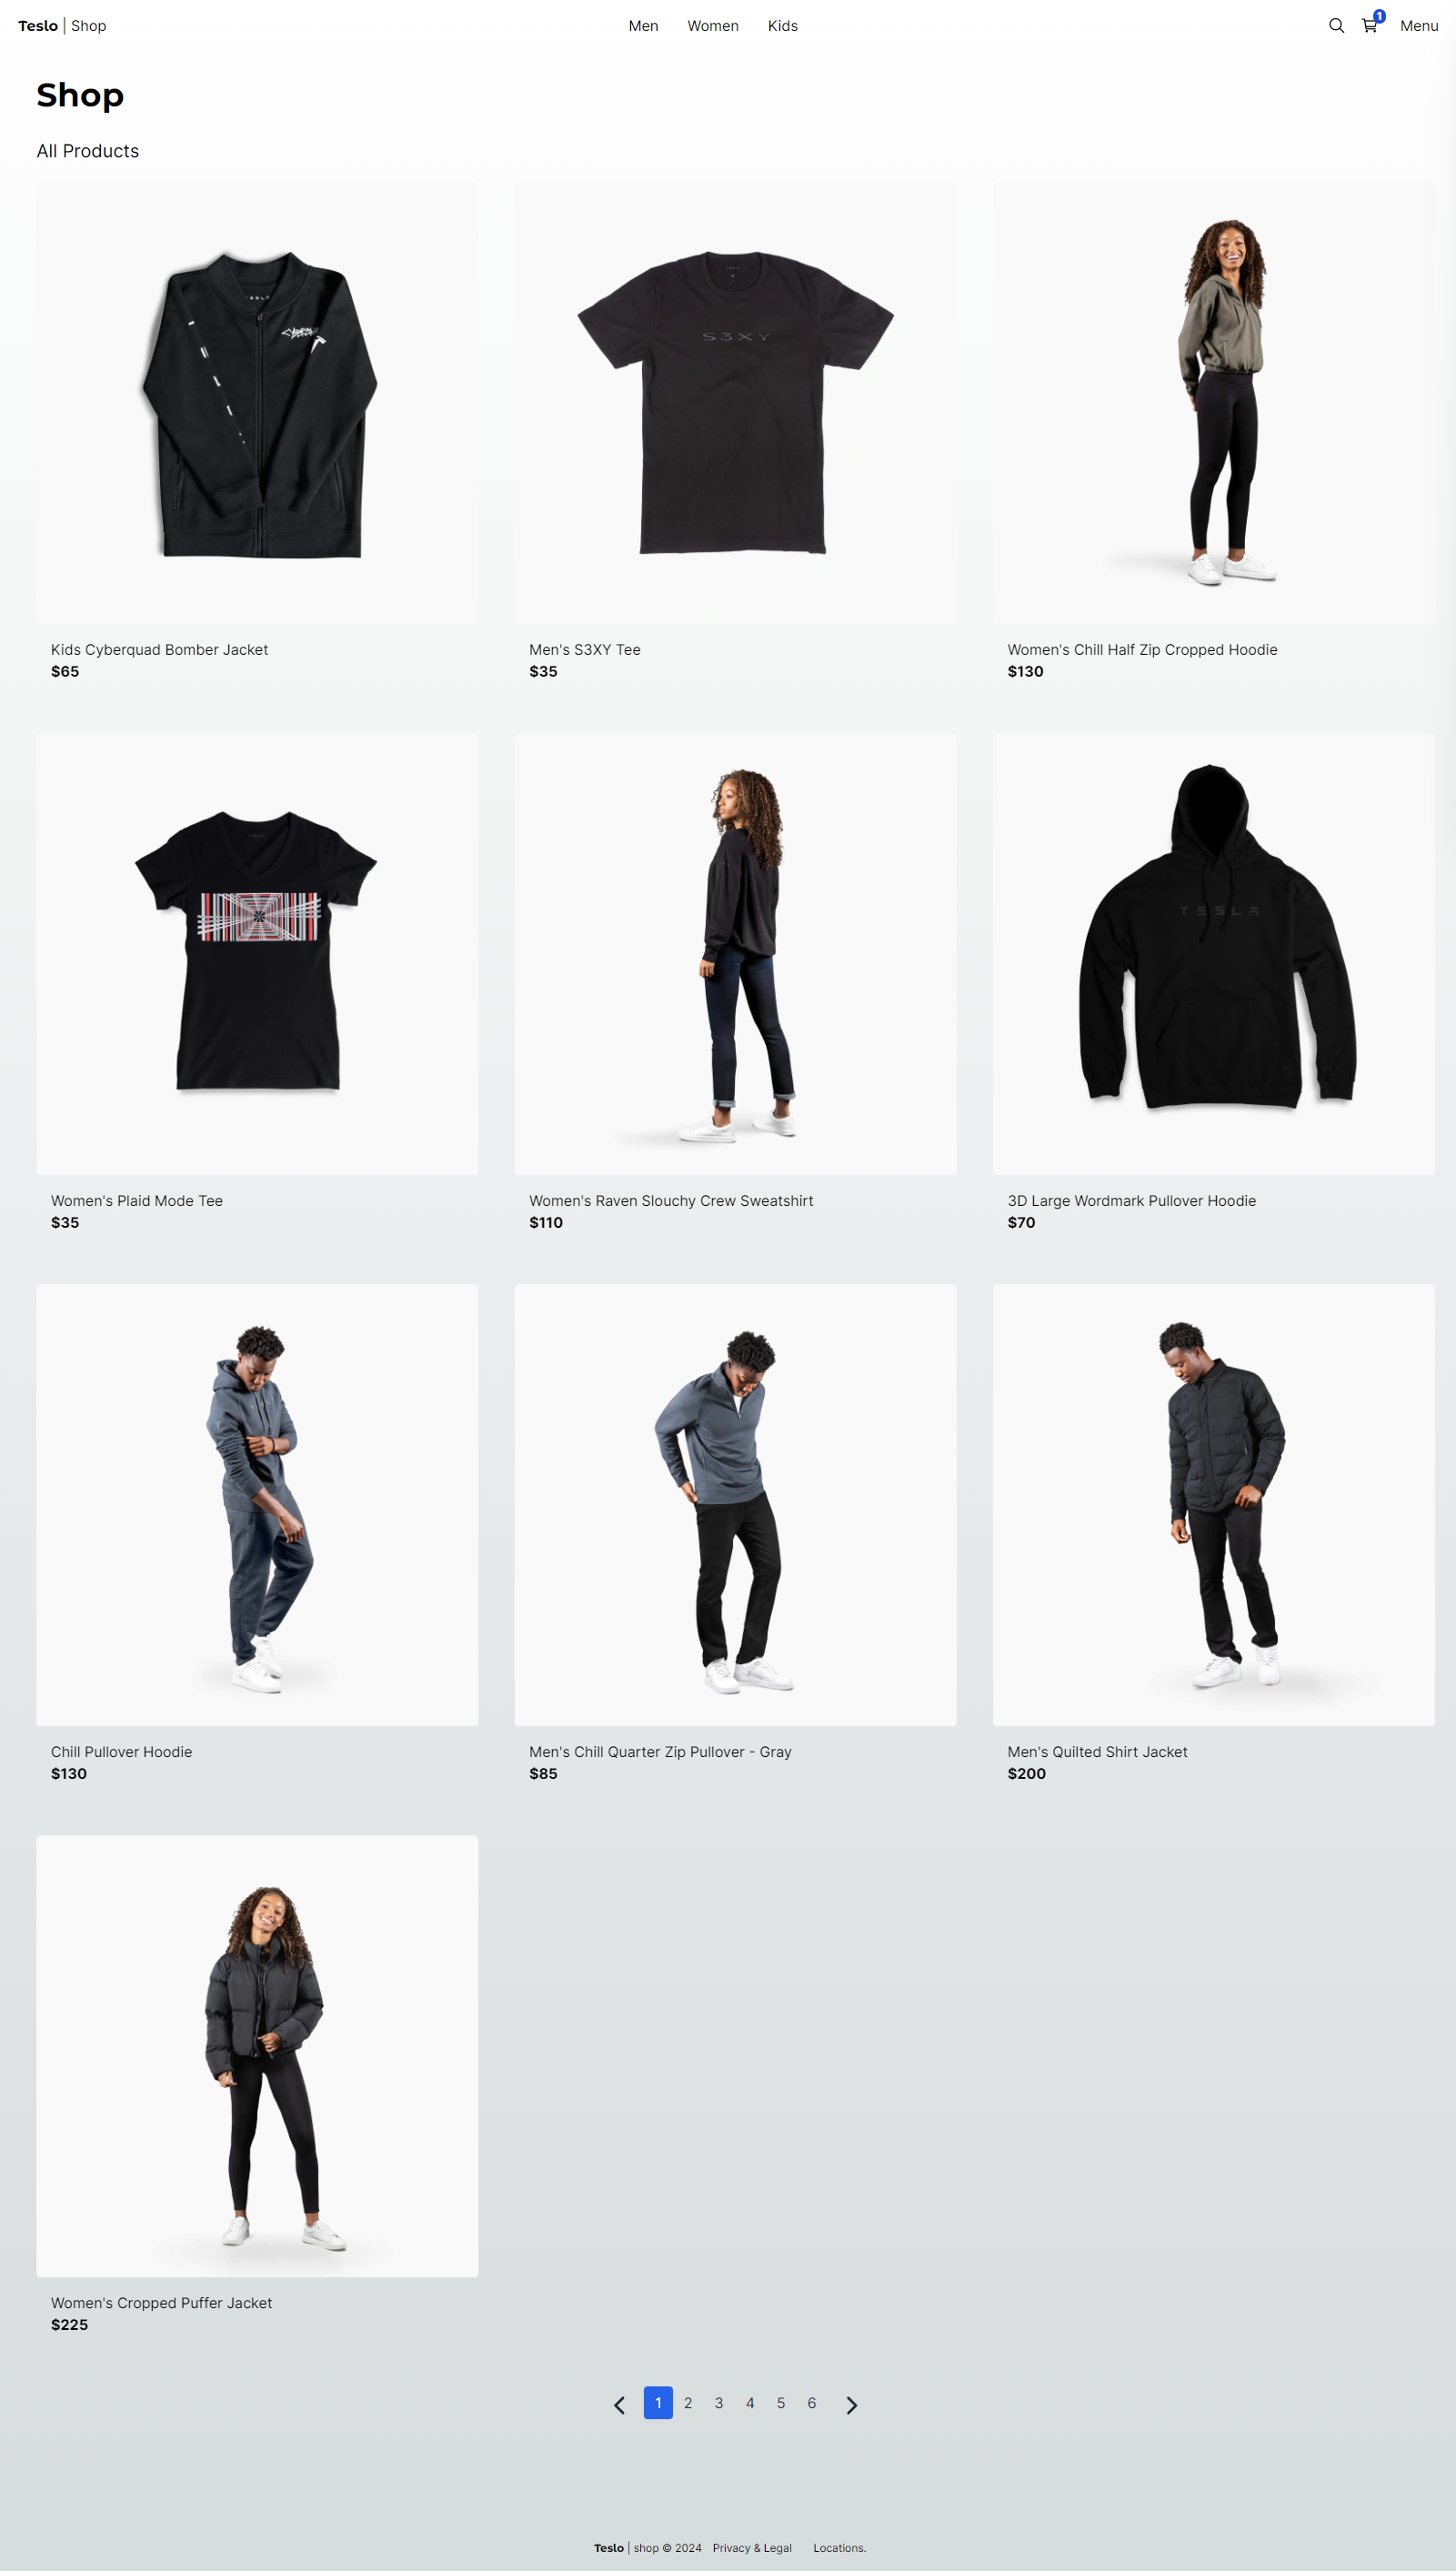 Teslo | Shop
Men Women Kids
1
Menu
Shop
All Products
S3XY
Kids Cyberquad Bomber Jacket
$65
Men's S3XY Tee
$35
Women's Chill Half Zip Cropped Hoodie
$130
TESLA
Women's Plaid Mode Tee
$35
Women's Raven Slouchy Crew Sweatshirt
$110
3D Large Wordmark Pullover Hoodie
$70
Chill Pullover Hoodie
$130
Men's Chill Quarter Zip Pullover - Gray
$85
Men's Quilted Shirt Jacket
$200
Women's Cropped Puffer Jacket
$225
1 2 3 4 5 6
Teslo | shop © 2024 Privacy & Legal Locations.